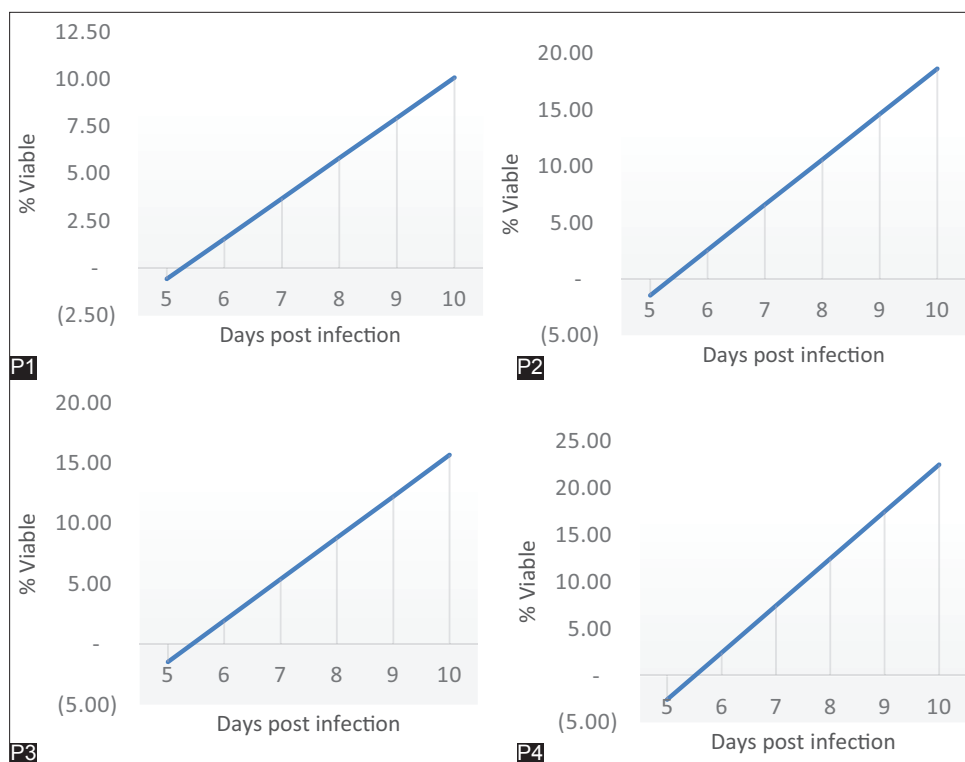 12.50
10.00
7.50
5.00
2.50
-
(2.50)
% Viable
5 6 7 8 9 10
Days post infection
P1
20.00
15.00
10.00
5.00
-
(5.00)
% Viable
5 6 7 8 9 10
Days post infection
P2
20.00
15.00
10.00
5.00
-
(5.00)
% Viable
5 6 7 8 9 10
Days post infection
P3
25.00
20.00
15.00
10.00
5.00
-
(5.00)
% Viable
5 6 7 8 9 10
Days post infection
P4